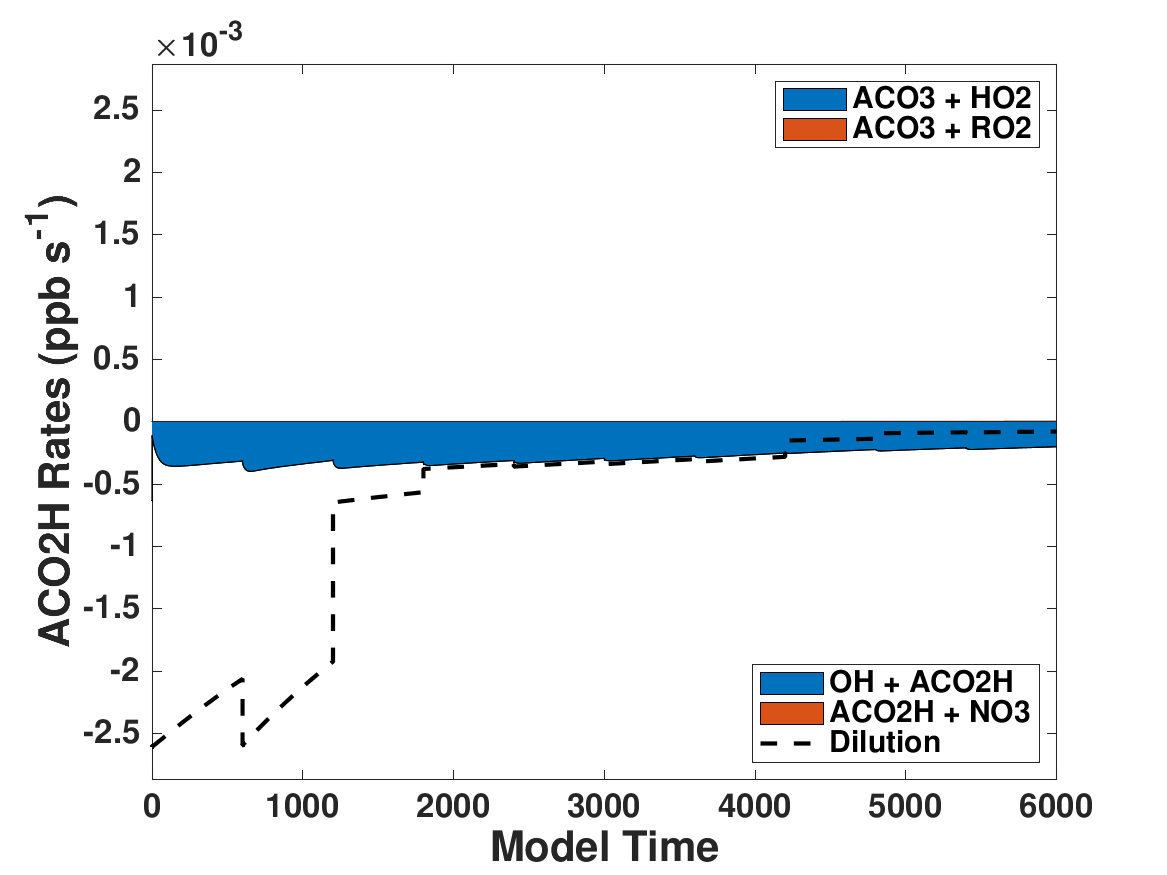 ×10-3
ACO3 + HO2
ACO3 + RO2
2.5
2
1.5
1
0.5
0
-0.5
-1
-1.5
-2
-2.5
ACO2H Rates (ppb s-1)
OH + ACO2H
ACO2H + NO3
Dilution
0 1000 2000 3000 4000 5000 6000
Model Time